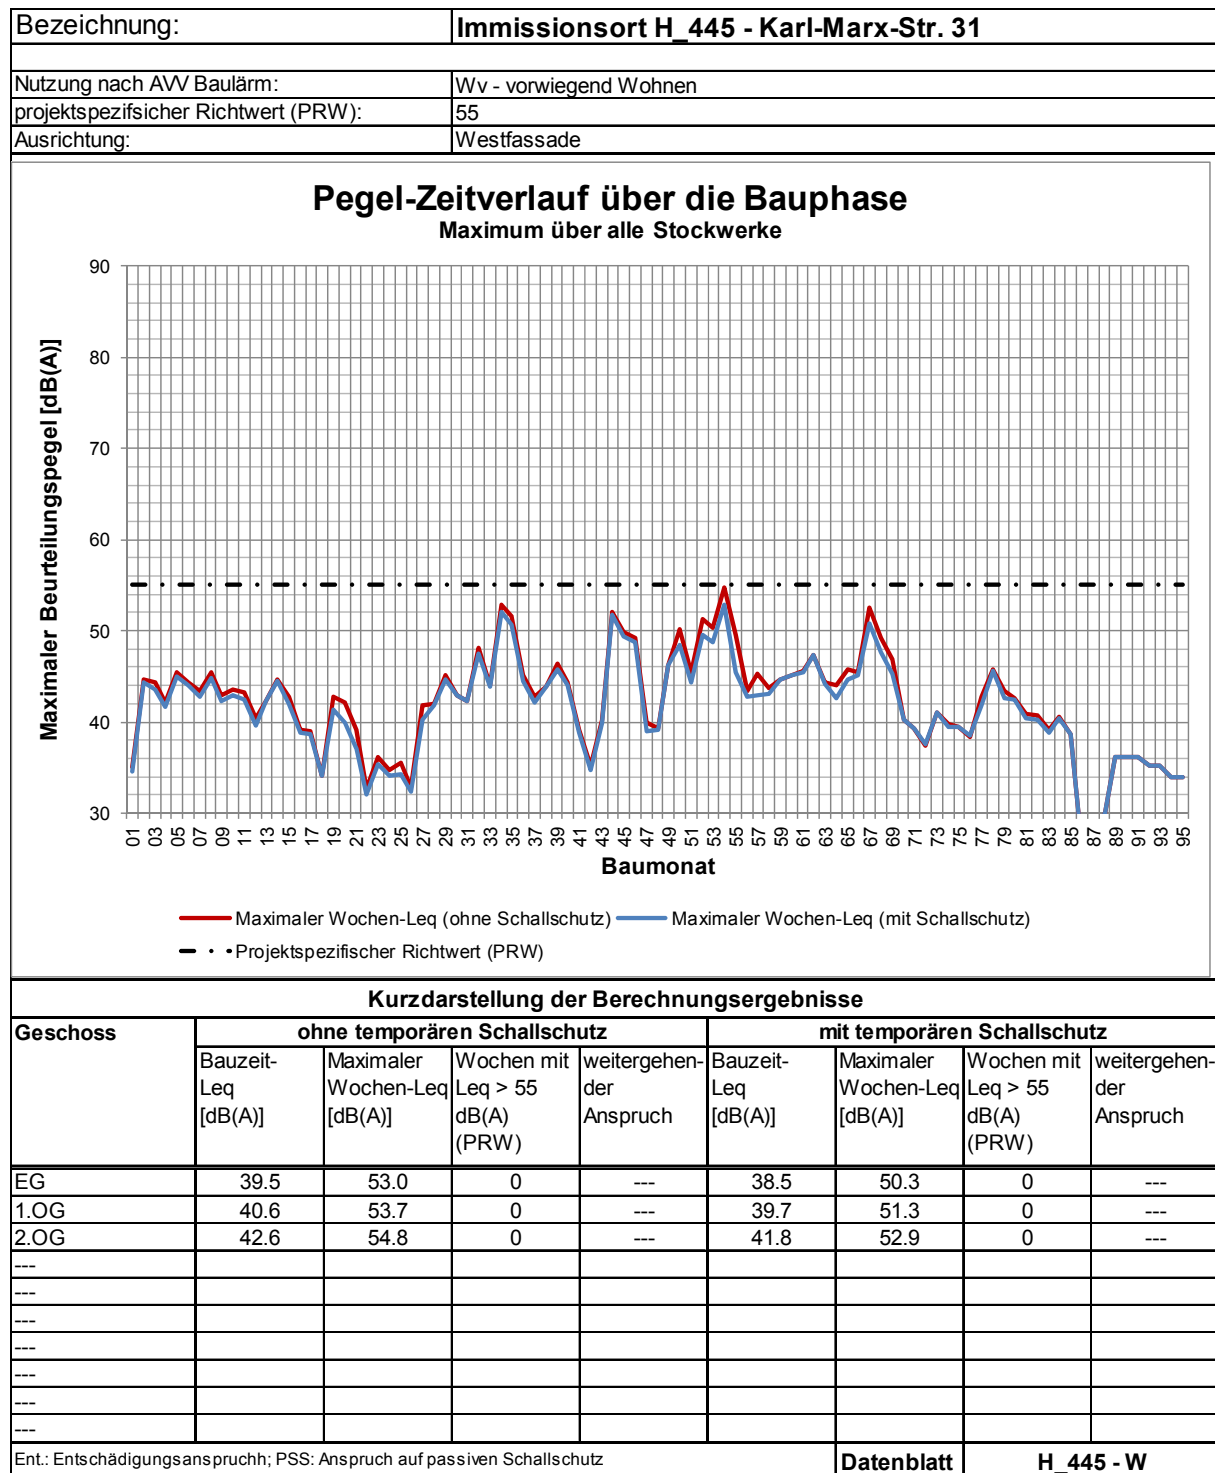 Bezeichnung: Immissionsort H_445 - Karl-Marx-Str. 31
Nutzung nach AVV Baulärm: Wv - vorwiegend Wohnen
projektspezifsicher Richtwert (PRW): 55
Ausrichtung: Westfassade
Pegel-Zeitverlauf über die Bauphase
Maximum über alle Stockwerke
Maximaler Beurteilungspegel [dB(A)]
90
80
70
60
50
40
30
01 03 05 07 09 11 13 15 17 19 21 23 25 27 29 31 33 35 37 39 41 43 45 47 49 51 53 55 57 59 61 63 65 67 69 71 73 75 77 79 81 83 85 87 89 91 93 95
Baumonat
Maximaler Wochen-Leq (ohne Schallschutz) Maximaler Wochen-Leq (mit Schallschutz)
Projektspezifischer Richtwert (PRW)
Kurzdarstellung der Berechnungsergebnisse
Geschoss ohne temporären Schallschutz mit temporären Schallschutz
Bauzeit- Maximaler Wochen mit weitergehen- Bauzeit- Maximaler Wochen mit weitergehen-
Leq Wochen-Leq Leq > 55 der Leq Wochen-Leq Leq > 55 der
[dB(A)] [dB(A)] dB(A) Anspruch [dB(A)] [dB(A)] dB(A) Anspruch
(PRW) (PRW)
EG 39.5 53.0 0 --- 38.5 50.3 0 ---
1.OG 40.6 53.7 0 --- 39.7 51.3 0 ---
2.OG 42.6 54.8 0 --- 41.8 52.9 0 ---
---
---
---
---
---
---
---
Ent.: Entschädigungsanspruchh; PSS: Anspruch auf passiven Schallschutz Datenblatt H_445 - W